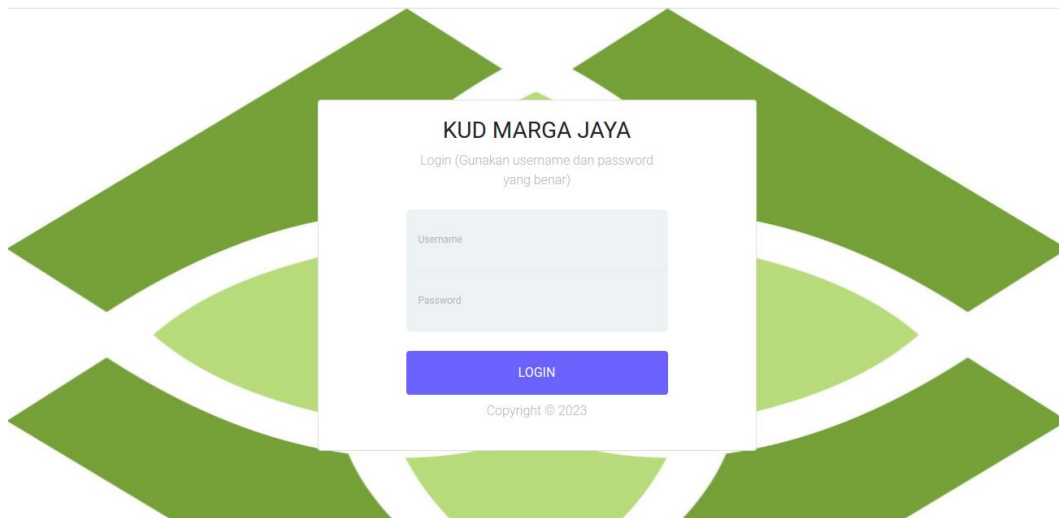 KUD MARGA JAYA
Login (Gunakan username dan password
yang benar)
Username
Password
LOGIN
Copyright © 2023